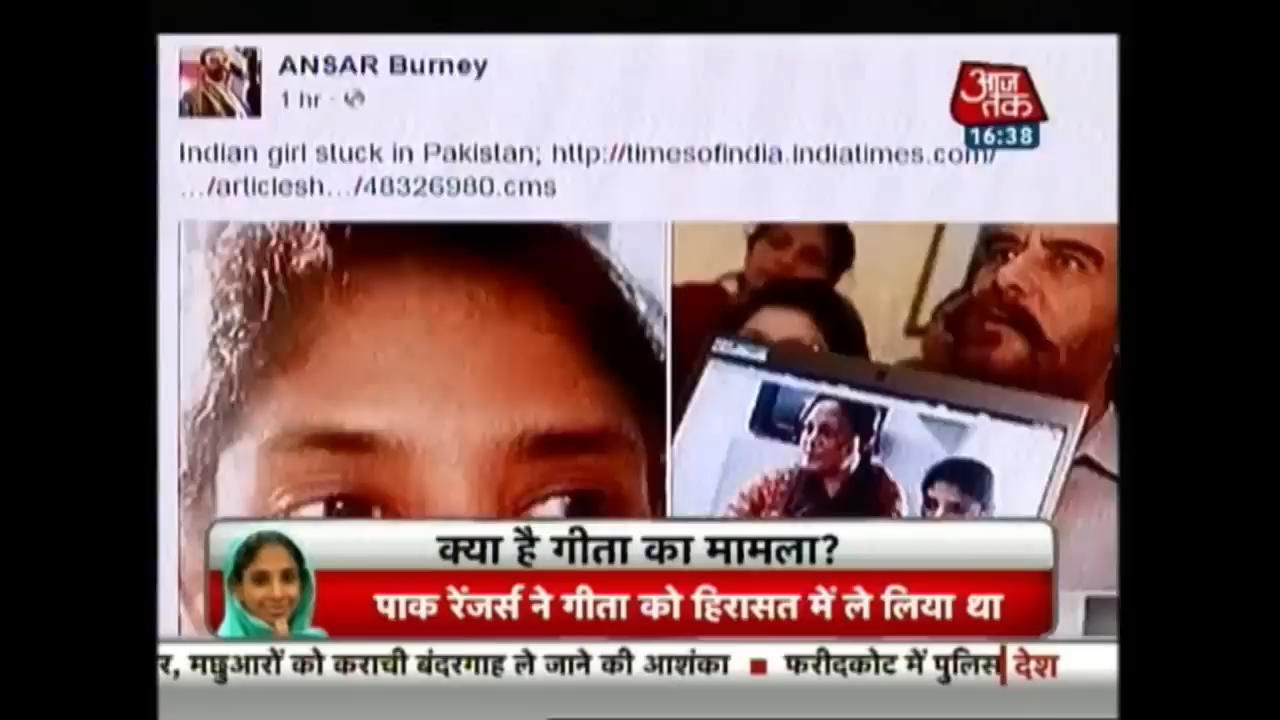 ANSAR Burney
1 hr
आज
तक
16:38
Indian girl stuck in Pakistan; http://timesofindia.indiatimes.com/
.../articlesh.../48326980.cms
क्या है गीता का मामला?
पाक रेंजर्स ने गीता को हिरासत में ले लिया था
र, मछुआरों को कराची बंदरगाह ले जाने की आशंका ■ फरीदकोट में पुलिस
देश